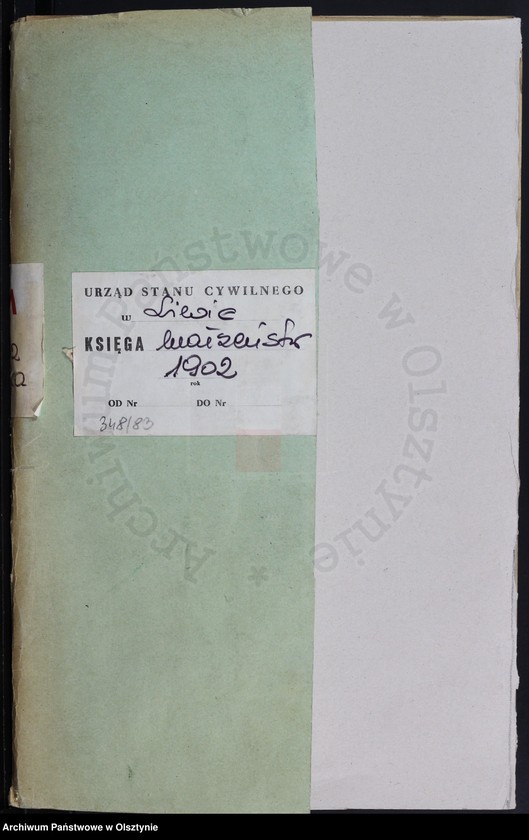 URZĄD STANU CYWILNEGO
w Liwie
KSIĘGA małżeństw
1902
rok
OD Nr DO Nr
348/83
Archiwum Państwowe w Olsztynie *
Archiwum Państwowe w Olsztynie